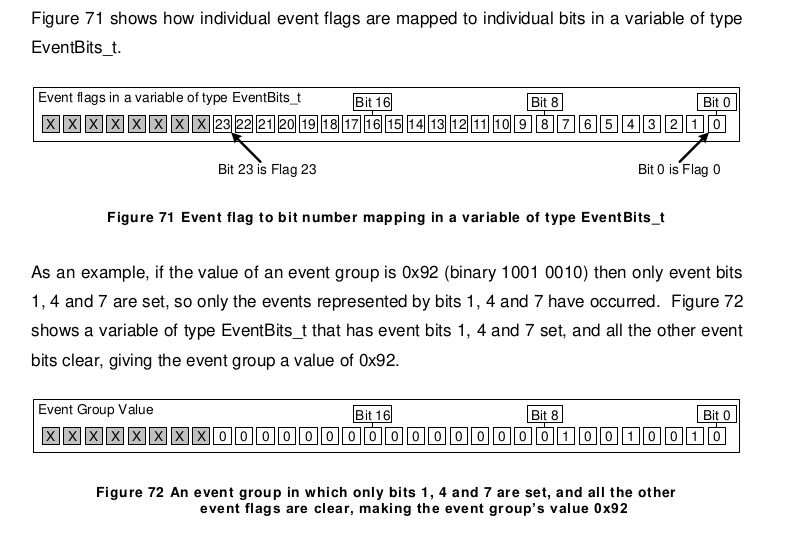 Figure 71 shows how individual event flags are mapped to individual bits in a variable of type
EventBits_t.
Event flags in a variable of type EventBits_t
Bit 16
Bit 8
Bit 0
X X X X X X X X 23 22 21 20 19 18 17 16 15 14 13 12 11 10 9 8 7 6 5 4 3 2 1 0
Bit 23 is Flag 23
Bit 0 is Flag 0
Figure 71 Event flag to bit number mapping in a variable of type EventBits_t
As an example, if the value of an event group is 0x92 (binary 1001 0010) then only event bits
1, 4 and 7 are set, so only the events represented by bits 1, 4 and 7 have occurred. Figure 72
shows a variable of type EventBits_t that has event bits 1, 4 and 7 set, and all the other event
bits clear, giving the event group a value of 0x92.
Event Group Value
Bit 16
Bit 8
Bit 0
X X X X X X X X 0 0 0 0 0 0 0 0 0 0 0 0 0 0 0 0 1 0 0 1 0 0 1 0
Figure 72 An event group in which only bits 1, 4 and 7 are set, and all the other
event flags are clear, making the event group's value 0x92